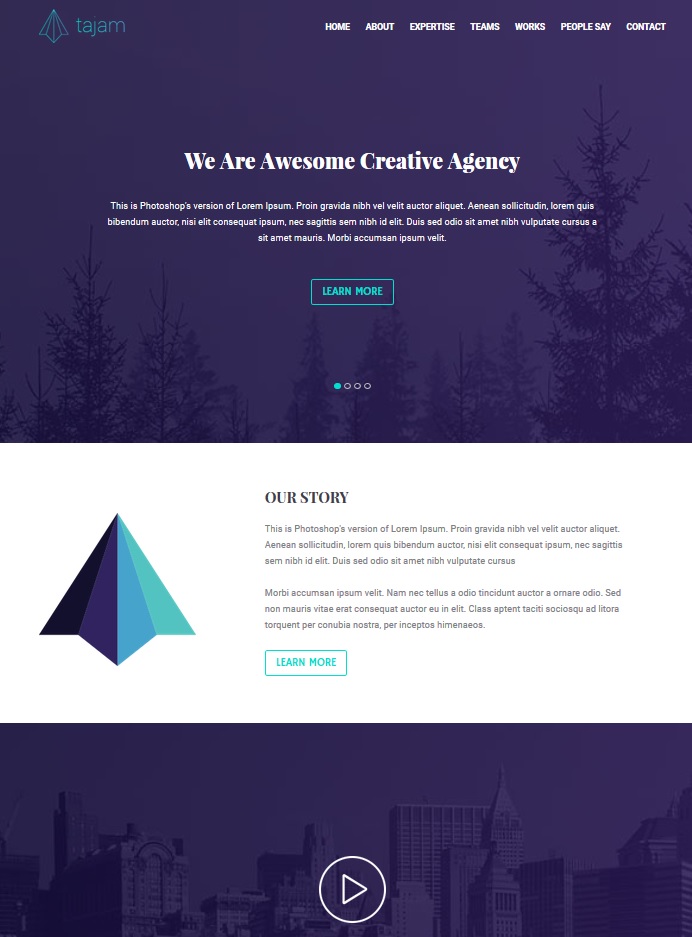 tajam
HOME ABOUT EXPERTISE TEAMS WORKS PEOPLE SAY CONTACT
We Are Awesome Creative Agency
This is Photoshop's version of Lorem Ipsum. Proin gravida nibh vel velit auctor aliquet. Aenean sollicitudin, lorem quis
bibendum auctor, nisi elit consequat ipsum, nec sagittis sem nibh id elit. Duis sed odio sit amet nibh vulputate cursus a
sit amet mauris. Morbi accumsan ipsum velit.
LEARN MORE
OUR STORY
This is Photoshop's version of Lorem Ipsum. Proin gravida nibh vel velit auctor aliquet.
Aenean sollicitudin, lorem quis bibendum auctor, nisi elit consequat ipsum, nec sagittis
sem nibh id elit. Duis sed odio sit amet nibh vulputate cursus
Morbi accumsan ipsum velit. Nam nec tellus a odio tincidunt auctor a ornare odio. Sed
non mauris vitae erat consequat auctor eu in elit. Class aptent taciti sociosqu ad litora
torquent per conubia nostra, per inceptos himenaeos.
LEARN MORE